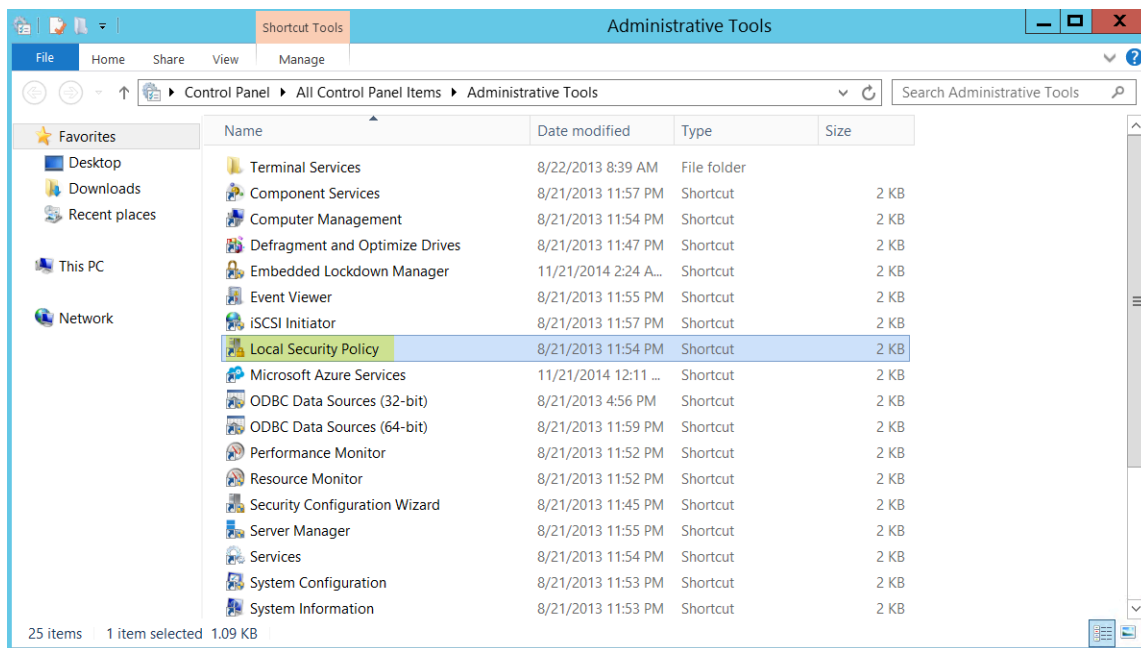 Shortcut Tools
Administrative Tools
File Home Share View Manage
Control Panel All Control Panel Items Administrative Tools
Search Administrative Tools
Favorites
Desktop
Downloads
Recent places
This PC
Network
Name Date modified Type Size
Terminal Services 8/22/2013 8:39 AM File folder
Component Services 8/21/2013 11:57 PM Shortcut 2 KB
Computer Management 8/21/2013 11:54 PM Shortcut 2 KB
Defragment and Optimize Drives 8/21/2013 11:47 PM Shortcut 2 KB
Embedded Lockdown Manager 11/21/2014 2:24 A... Shortcut 2 KB
Event Viewer 8/21/2013 11:55 PM Shortcut 2 KB
iSCSI Initiator 8/21/2013 11:57 PM Shortcut 2 KB
Local Security Policy 8/21/2013 11:54 PM Shortcut 2 KB
Microsoft Azure Services 11/21/2014 12:11 ... Shortcut 2 KB
ODBC Data Sources (32-bit) 8/21/2013 4:56 PM Shortcut 2 KB
ODBC Data Sources (64-bit) 8/21/2013 11:59 PM Shortcut 2 KB
Performance Monitor 8/21/2013 11:52 PM Shortcut 2 KB
Resource Monitor 8/21/2013 11:52 PM Shortcut 2 KB
Security Configuration Wizard 8/21/2013 11:45 PM Shortcut 2 KB
Server Manager 8/21/2013 11:55 PM Shortcut 2 KB
Services 8/21/2013 11:54 PM Shortcut 2 KB
System Configuration 8/21/2013 11:53 PM Shortcut 2 KB
System Information 8/21/2013 11:53 PM Shortcut 2 KB
25 items 1 item selected 1.09 KB